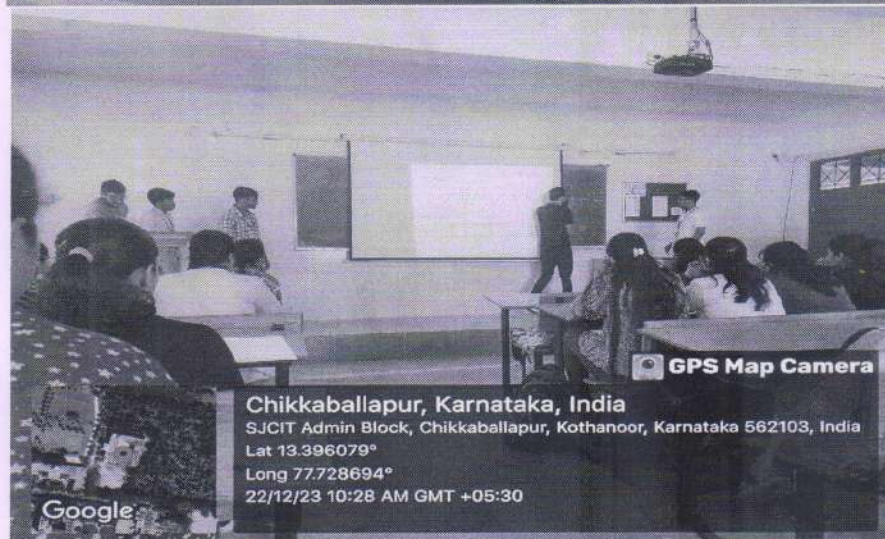 GPS Map Camera
Chikkaballapur, Karnataka, India
SJCIT Admin Block, Chikkaballapur, Kothanoor, Karnataka 562103, India
Lat 13.396079°
Long 77.728694°
22/12/23 10:28 AM GMT +05:30
Google